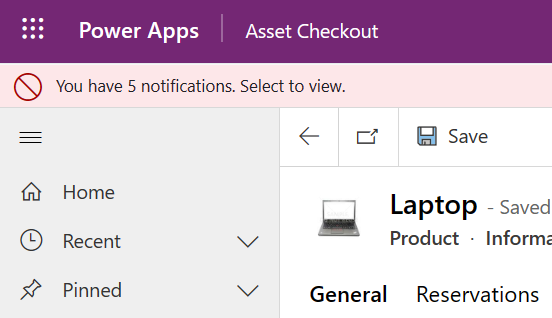 Power Apps Asset Checkout
You have 5 notifications. Select to view.
Save
Home
Recent
Pinned
Laptop - Saved
Product ·
General Reservations